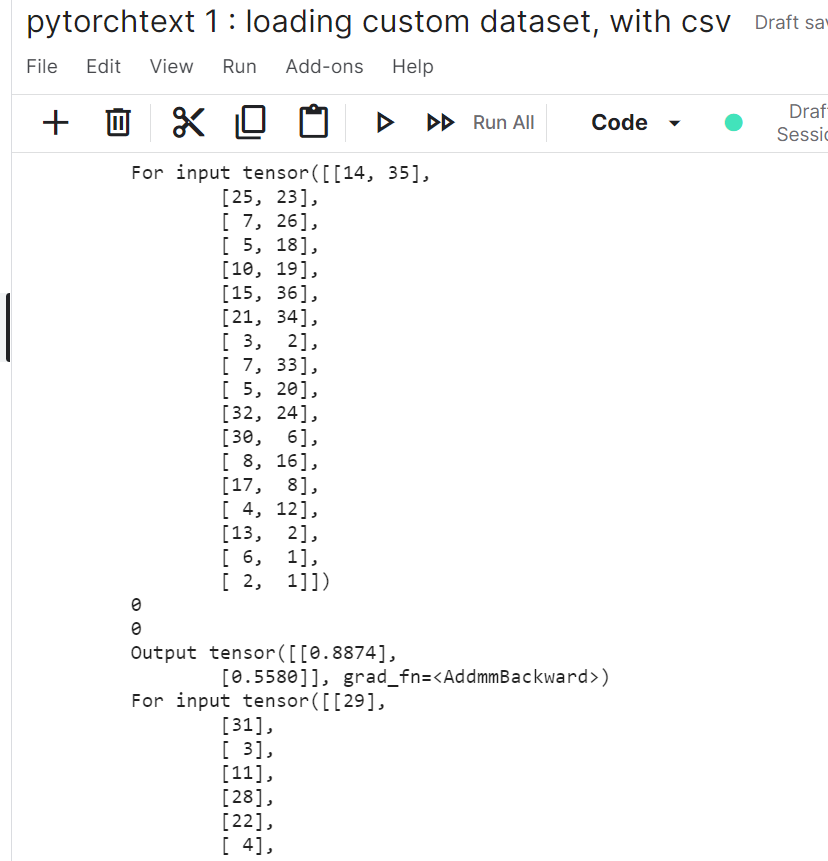 pytorchtext 1 : loading custom dataset, with csv
File Edit View Run Add-ons Help
Run All Code
For input tensor([[14, 35],
[25, 23],
[ 7, 26],
[ 5, 18],
[10, 19],
[15, 36],
[21, 34],
[ 3,  2],
[ 7, 33],
[ 5, 20],
[32, 24],
[30,  6],
[ 8, 16],
[17,  8],
[ 4, 12],
[13,  2],
[ 6,  1],
[ 2,  1]])
0
0
Output tensor([[0.8874],
[0.5580]], grad_fn=<AddmmBackward>)
For input tensor([[29],
[31],
[ 3],
[11],
[28],
[22],
[ 4],